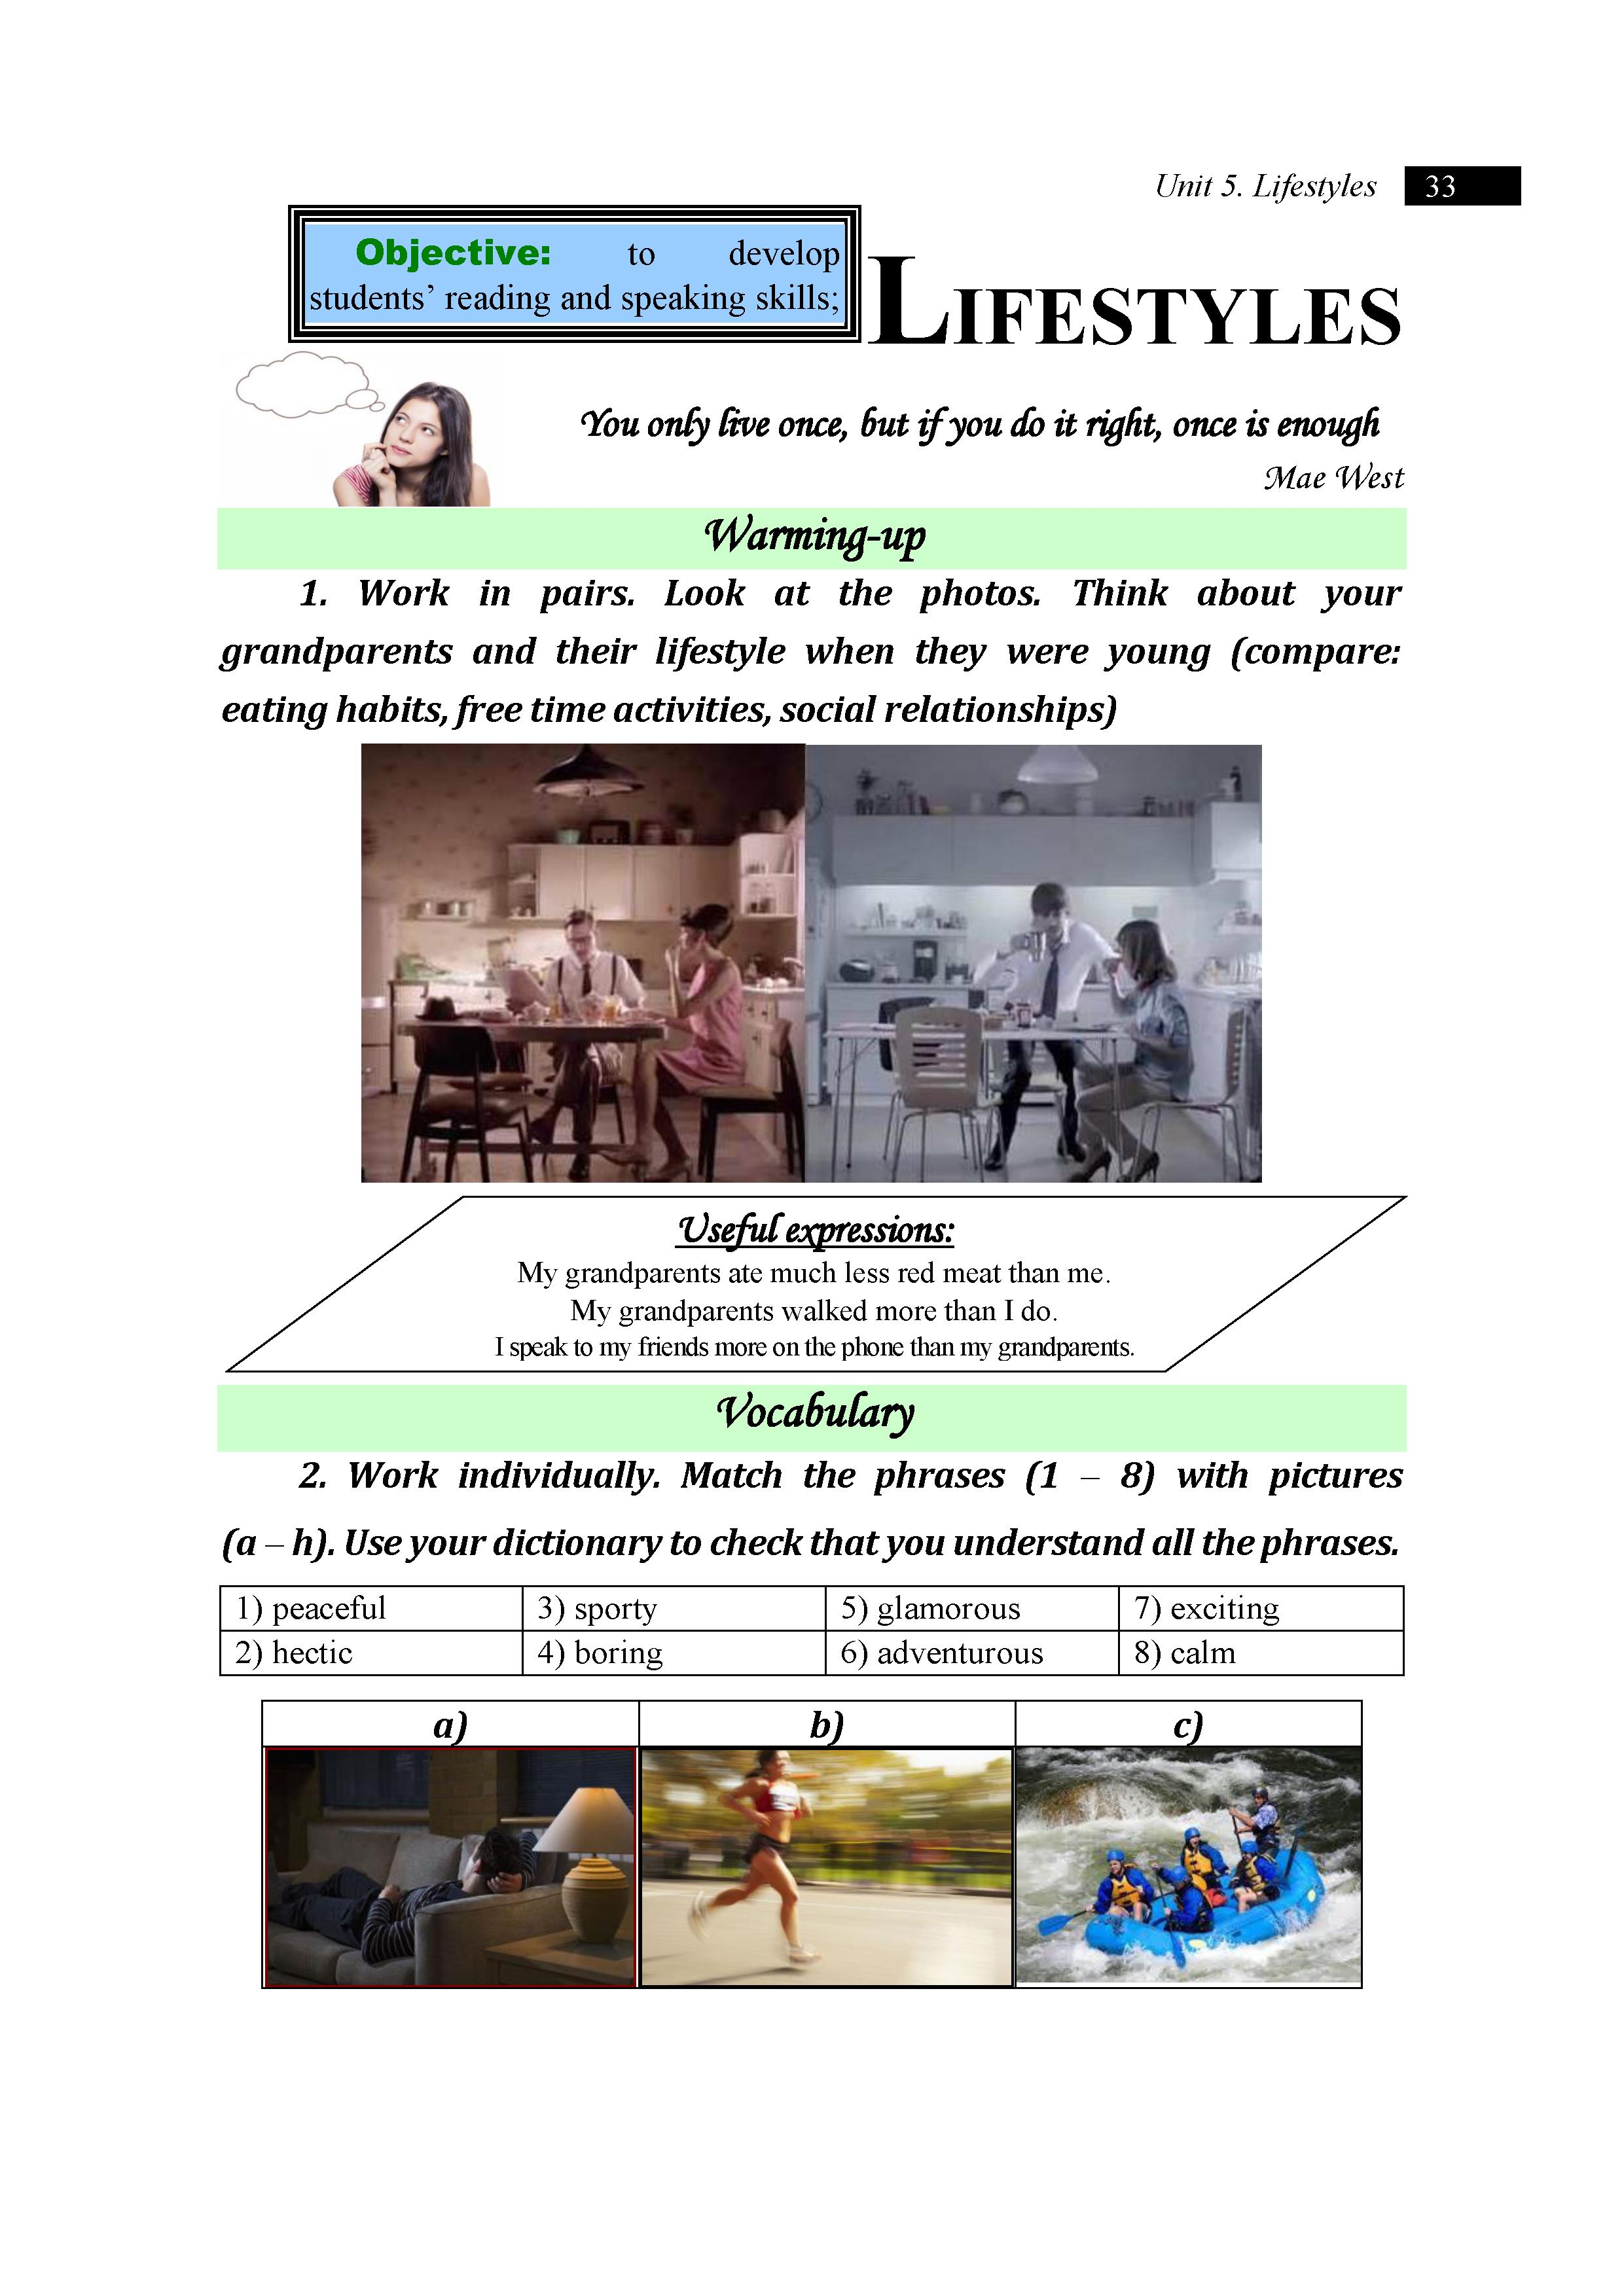 Unit 5. Lifestyles 33
Objective: to develop
students’ reading and speaking skills;
LIFESTYLES
You only live once, but if you do it right, once is enough
Mae West
Warming-up
1. Work in pairs. Look at the photos. Think about your
grandparents and their lifestyle when they were young (compare:
eating habits, free time activities, social relationships)
Useful expressions:
My grandparents ate much less red meat than me.
My grandparents walked more than I do.
I speak to my friends more on the phone than my grandparents.
Vocabulary
2. Work individually. Match the phrases (1 – 8) with pictures
(a – h). Use your dictionary to check that you understand all the phrases.
1) peaceful 3) sporty 5) glamorous 7) exciting
2) hectic 4) boring 6) adventurous 8) calm
a) b) c)